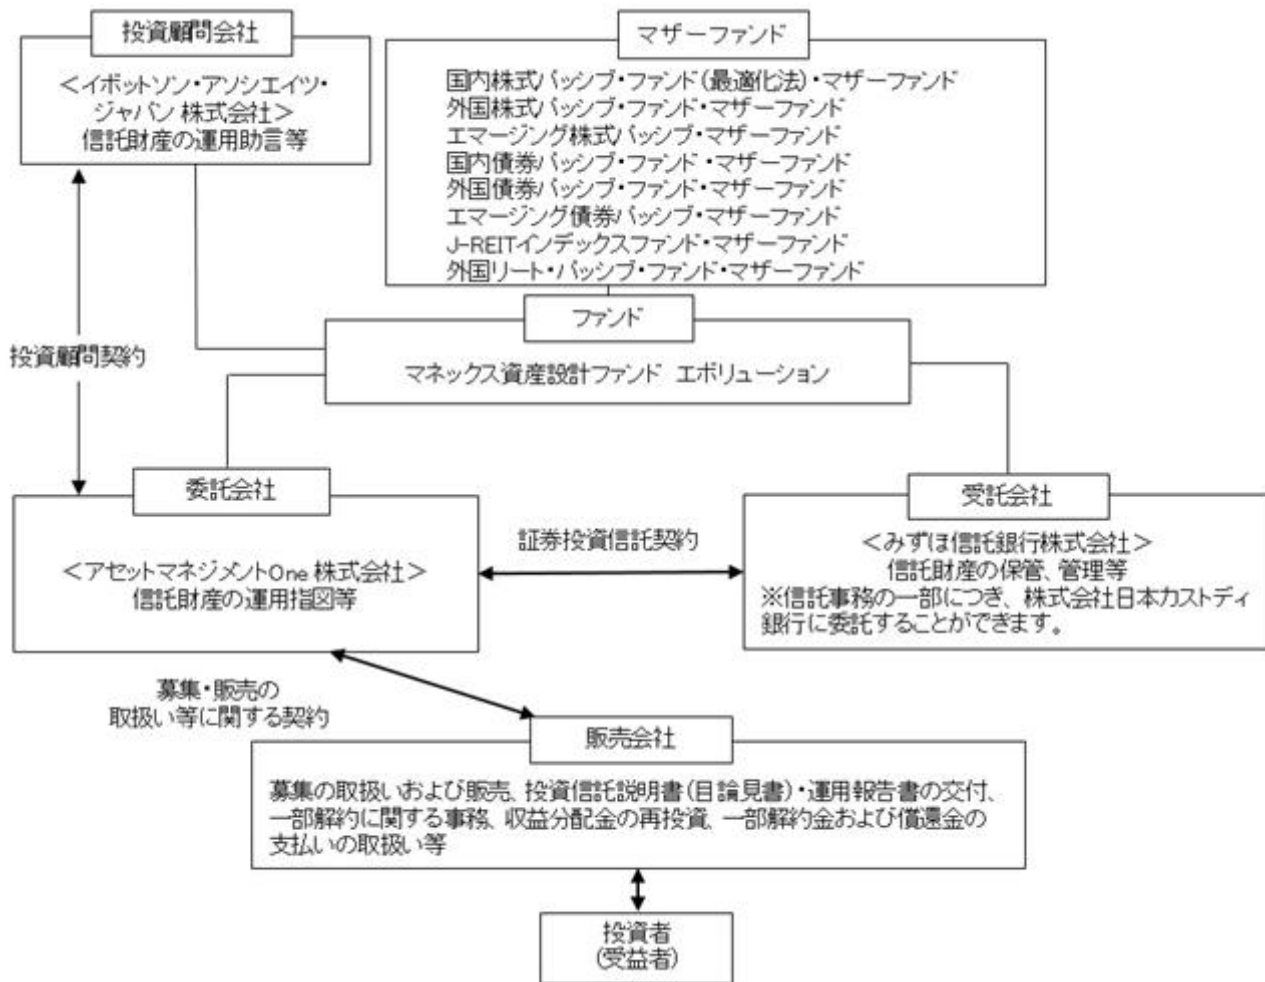 投資顧問会社
＜イボットソン・アソシエイツ・
ジャパン 株式会社＞
信託財産の運用助言等
マザーファンド
国内株式パッシブ・ファンド(最適化法)・マザーファンド
外国株式パッシブ・ファンド・マザーファンド
エマージング株式パッシブ・マザーファンド
国内債券パッシブ・ファンド・マザーファンド
外国債券パッシブ・ファンド・マザーファンド
エマージング債券パッシブ・マザーファンド
J-REITインデックスファンド・マザーファンド
外国リート・パッシブ・ファンド・マザーファンド
ファンド
マネックス資産設計ファンド エボリューション
投資顧問契約
委託会社
＜アセットマネジメントOne 株式会社＞
信託財産の運用指図等
証券投資信託契約
受託会社
＜みずほ信託銀行株式会社＞
信託財産の保管、管理等
※信託事務の一部につき、株式会社日本カストディ
銀行に委託することができます。
募集・販売の
取扱い等に関する契約
販売会社
募集の取扱いおよび販売、投資信託説明書(目論見書)・運用報告書の交付、
一部解約に関する事務、収益分配金の再投資、一部解約金および償還金の
支払いの取扱い等
投資者
(受益者)